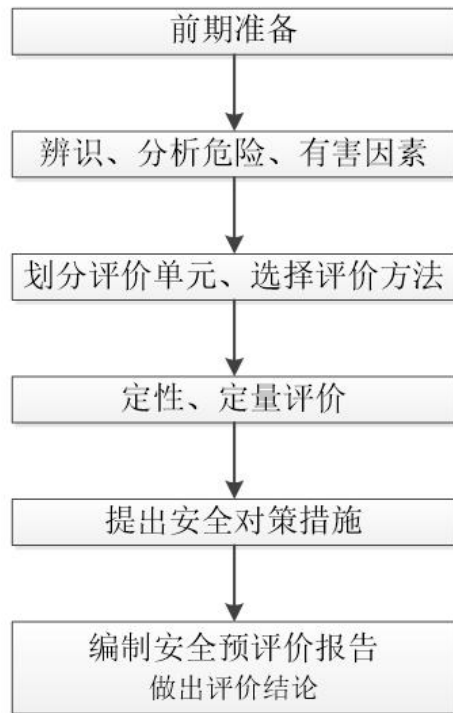 前期准备
辨识、分析危险、有害因素
划分评价单元、选择评价方法
定性、定量评价
提出安全对策措施
编制安全预评价报告
做出评价结论